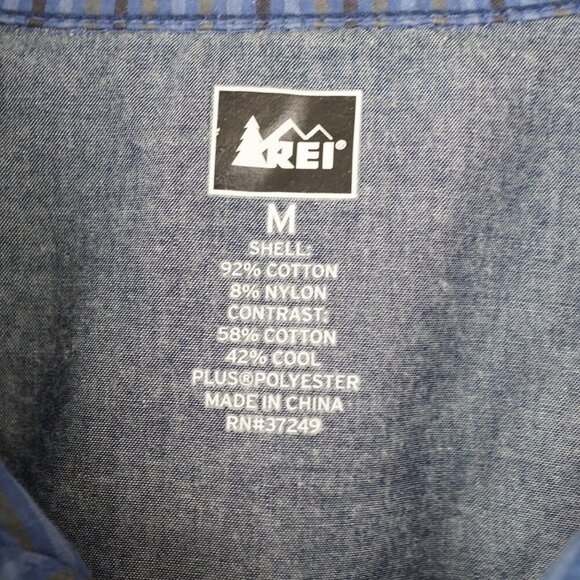 REI®
M
SHELL:
92% COTTON
8% NYLON
CONTRAST:
58% COTTON
42% COOL
PLUS®POLYESTER
MADE IN CHINA
RN#37249